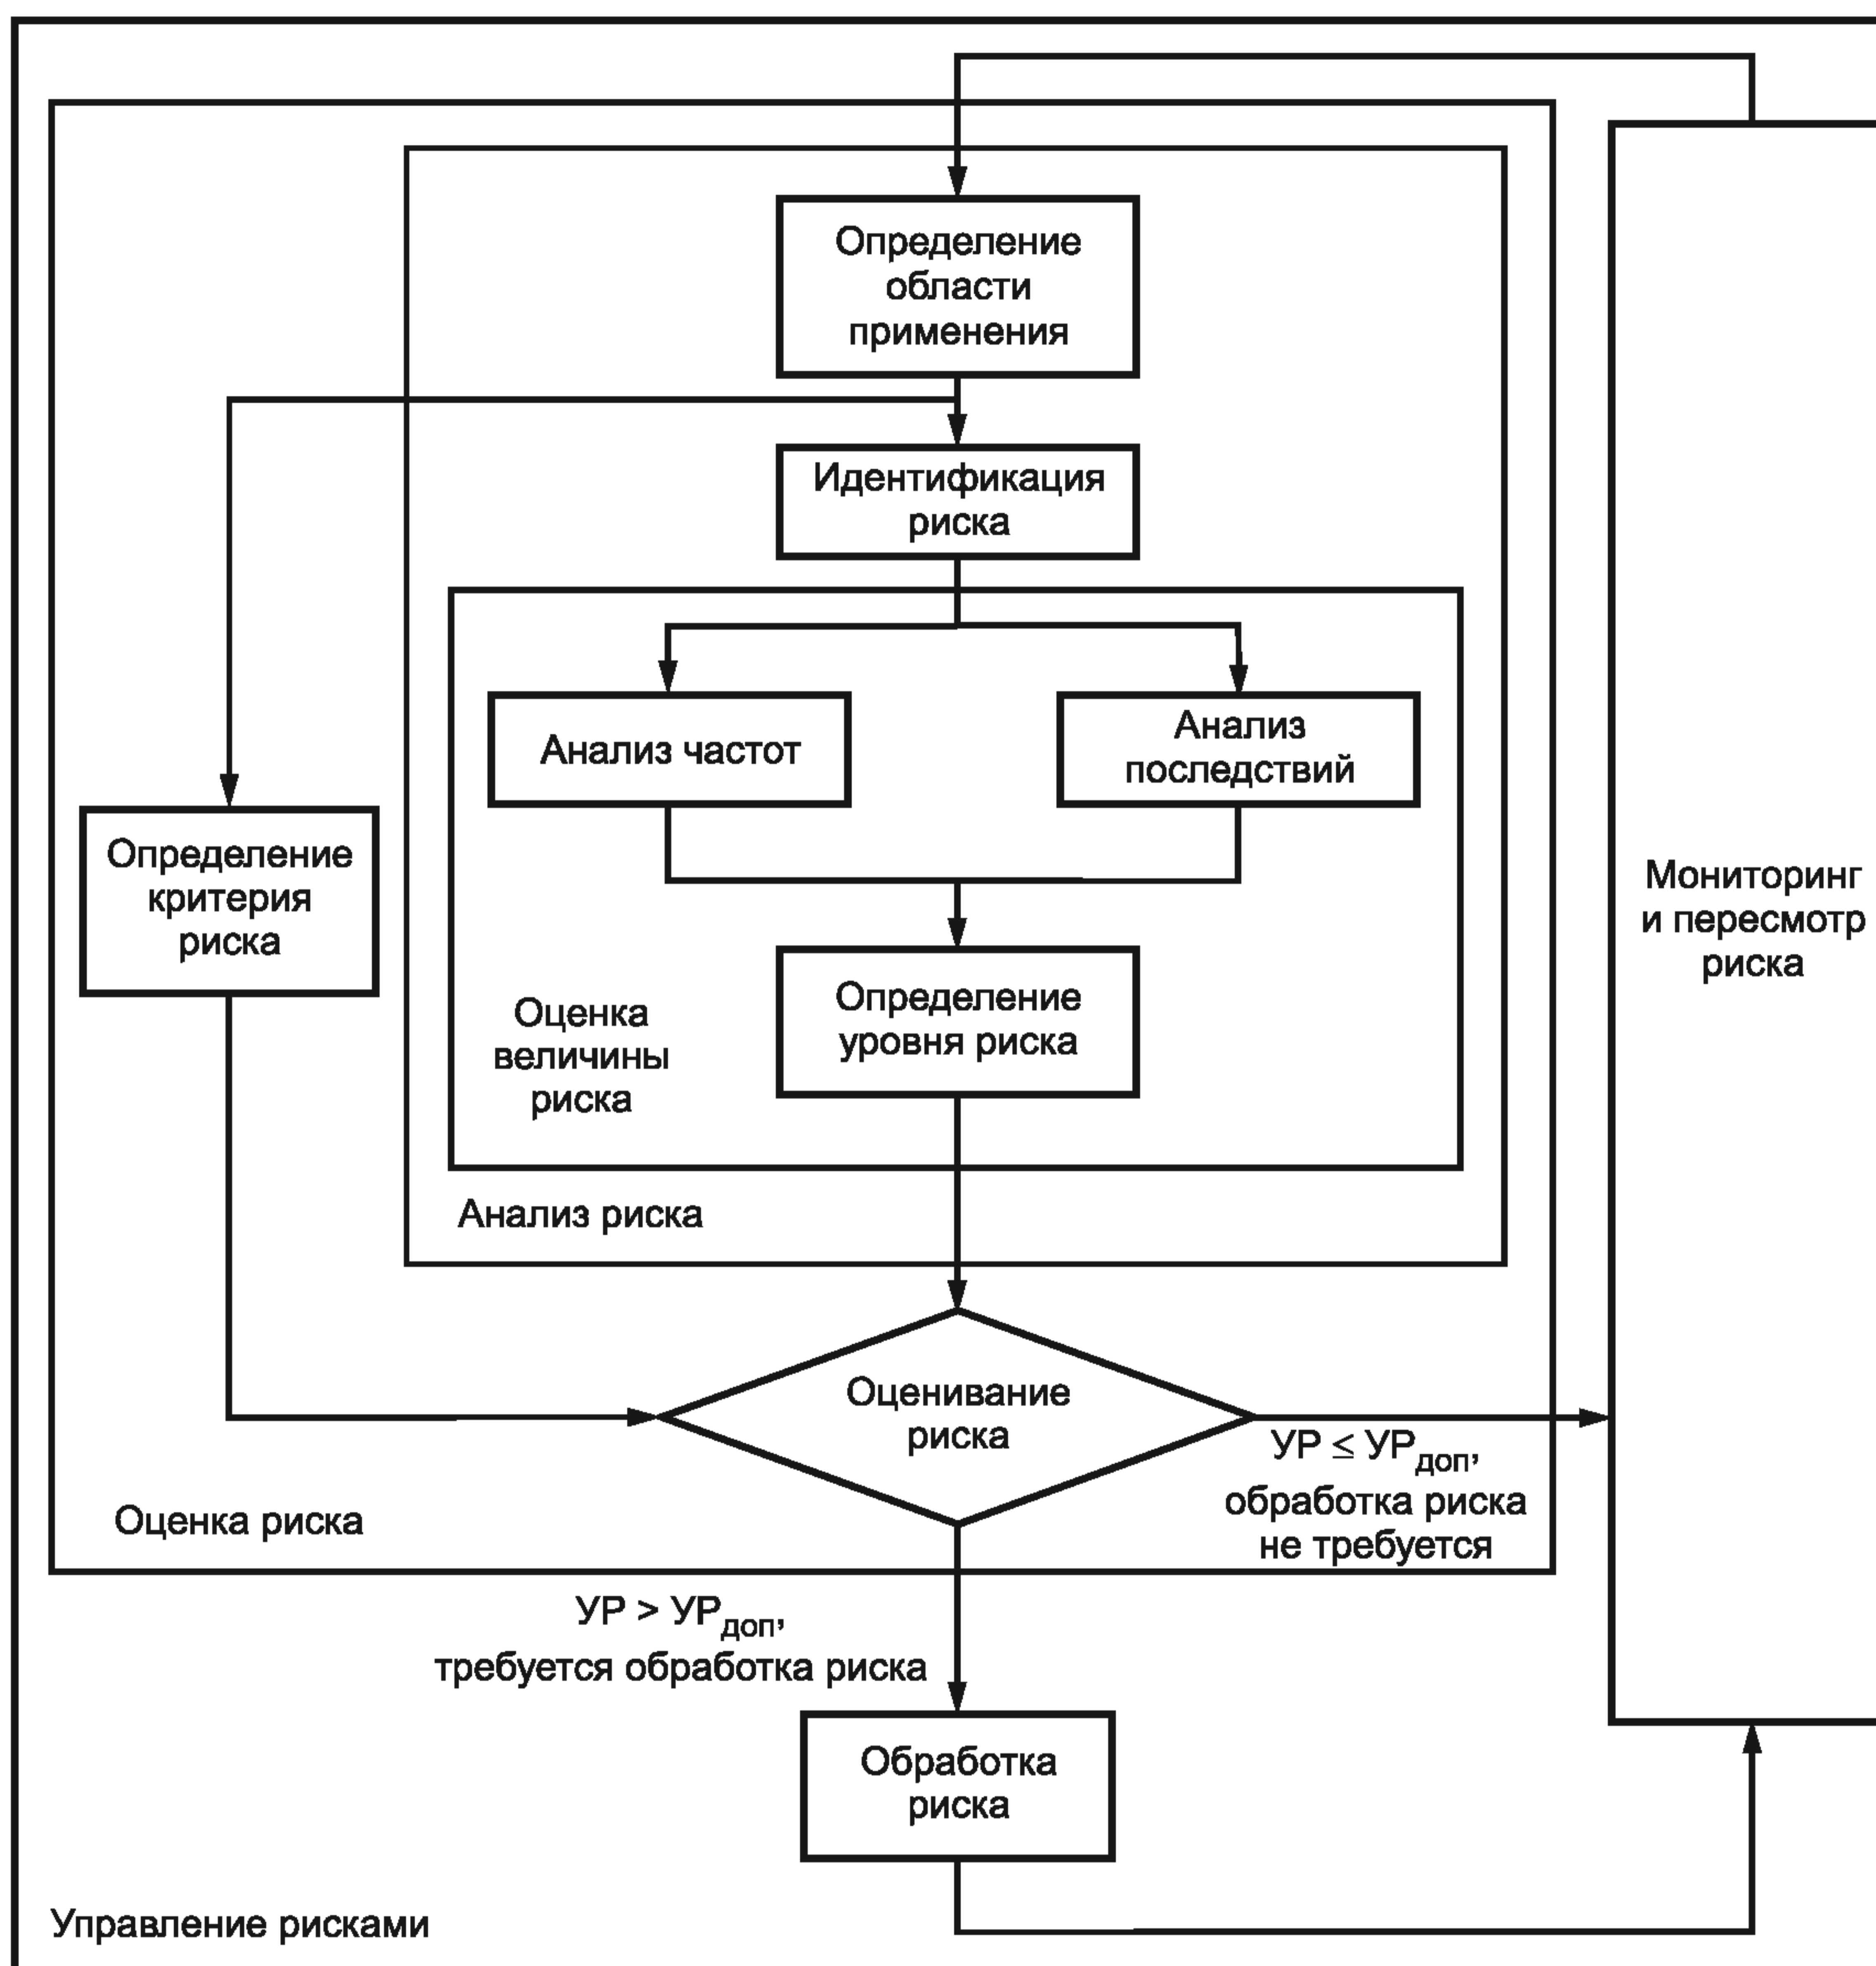 Определение
области
применения
Идентификация
риска
Анализ частот
Анализ
последствий
Определение
критерия
риска
Мониторинг
и пересмотр
риска
Определение
уровня риска
Оценка
величины
риска
Анализ риска
Оценивание
риска
УР ≤ УРдоп,
обработка риска
не требуется
Оценка риска
УР > УРдоп,
требуется обработка риска
Обработка
риска
Управление рисками